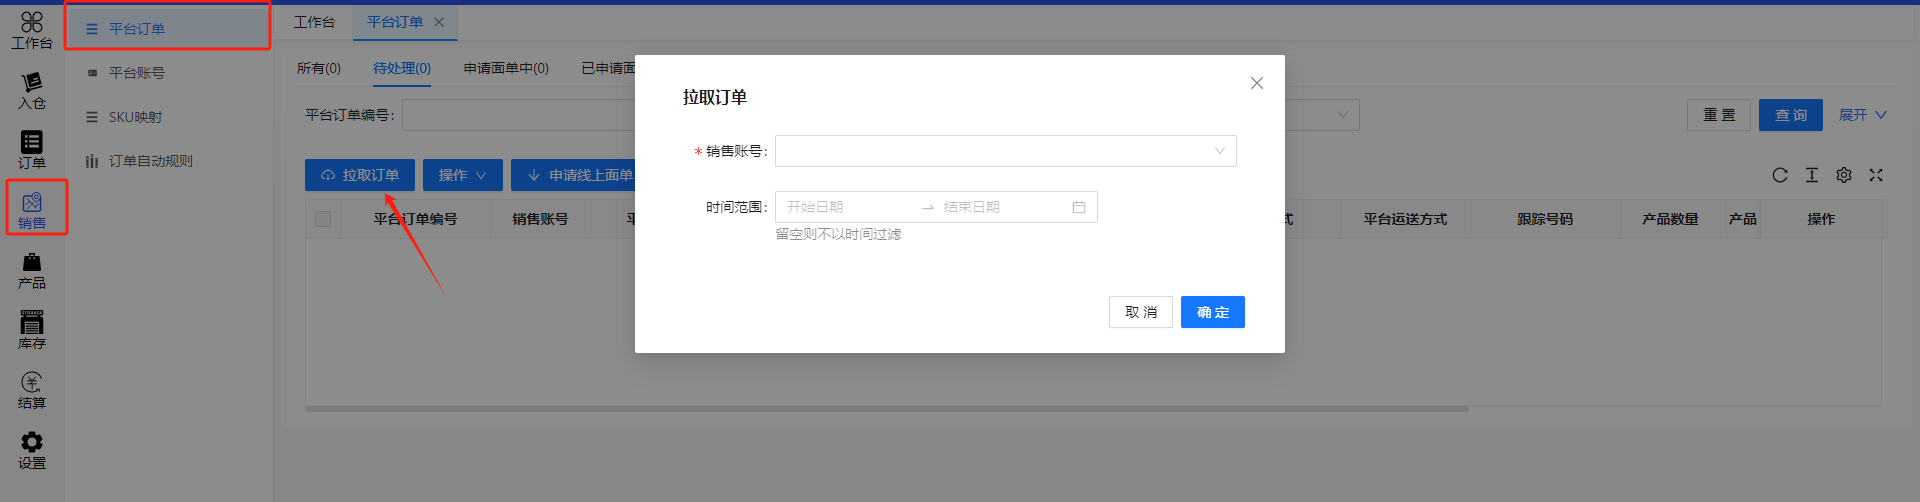 工作台
入仓
订单
销售
产品
STORAGE
库存
结算
设置
平台订单
平台账号
SKU映射
订单自动规则
工作台 平台订单
所有(0) 待处理(0) 申请面单中(0) 已申请面
平台订单编号: 重置 查询 展开
拉取订单 操作 申请线上面单
平台订单编号 销售账号 平 式 平台运送方式 跟踪号码 产品数量 产品 操作
拉取订单
* 销售账号:
时间范围: 开始日期 → 结束日期
留空则不以时间过滤
取消 确定